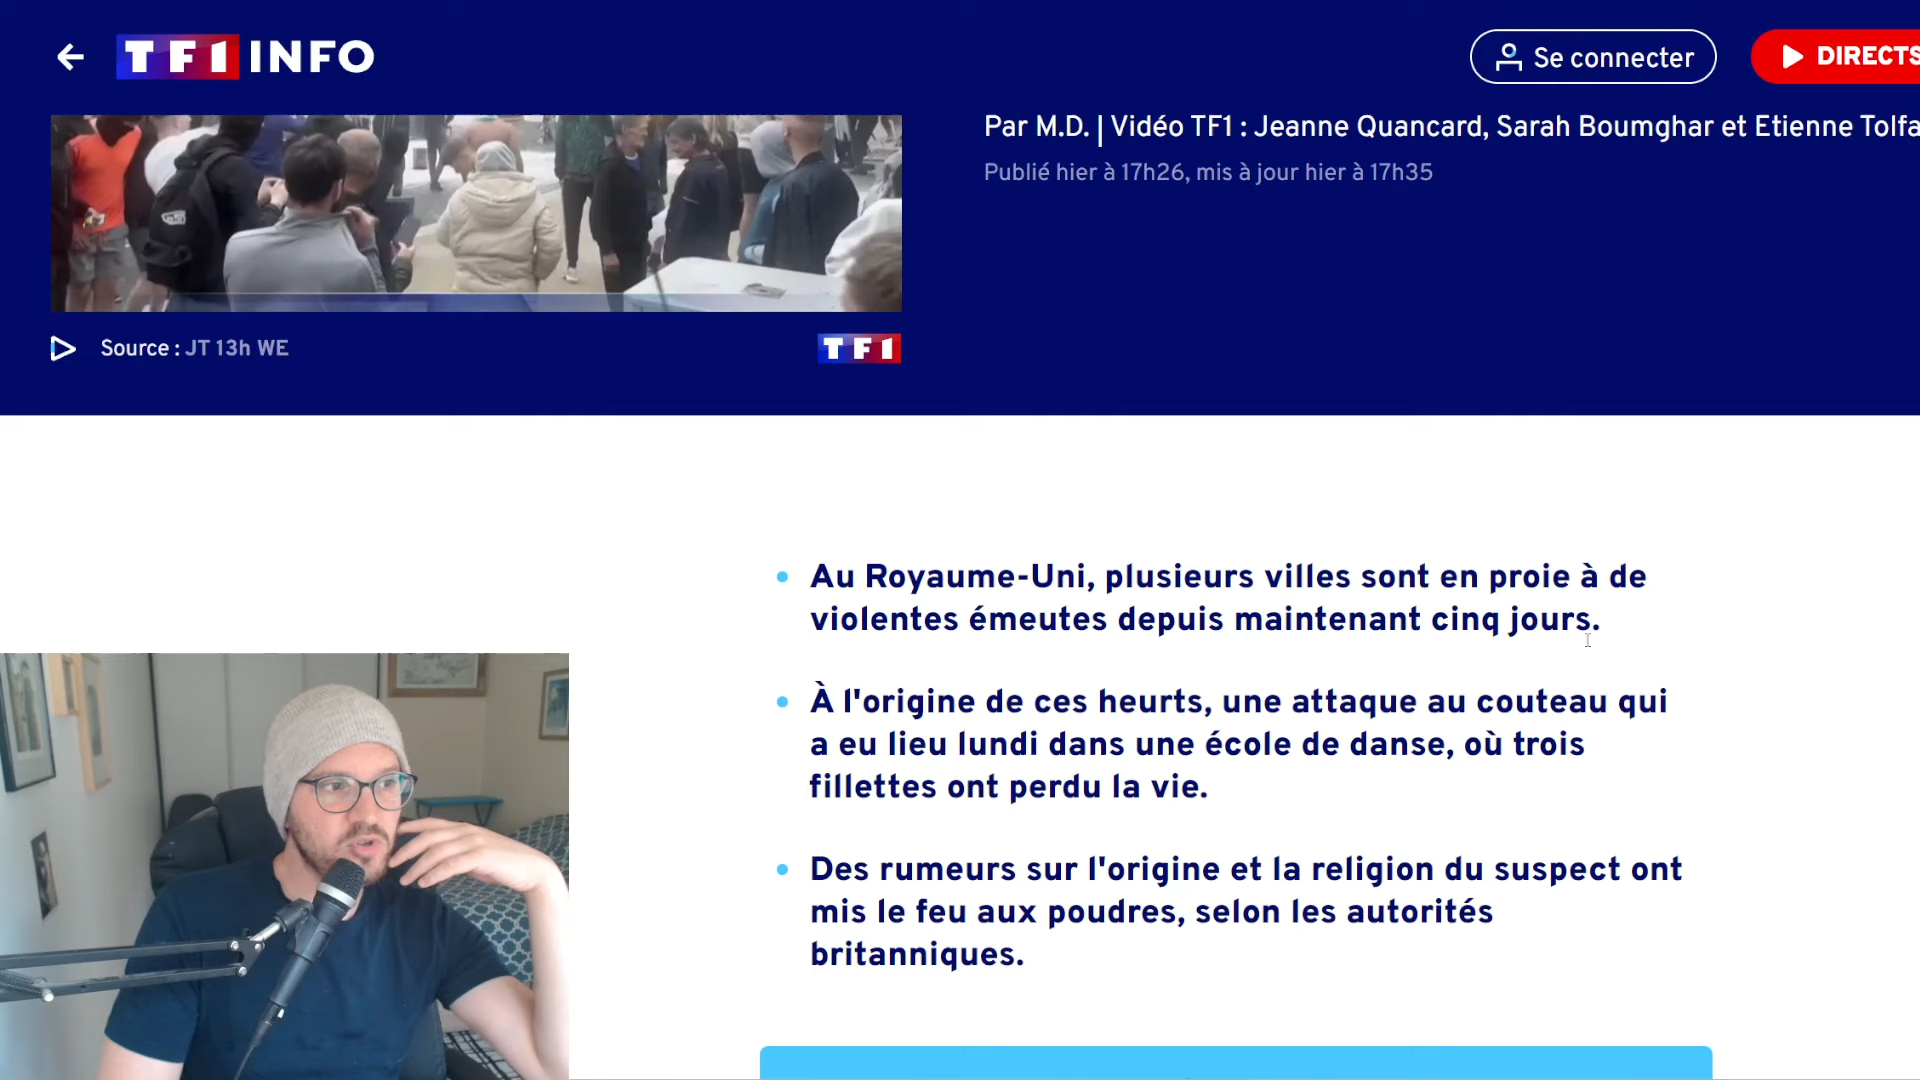 TF1 INFO
Se connecter
DIRECTS
Par M.D. | Vidéo TF1 : Jeanne Quancard, Sarah Boumghar et Etienne Tolfa
Publié hier à 17h26, mis à jour hier à 17h35
Source : JT 13h WE
TF1
Au Royaume-Uni, plusieurs villes sont en proie à de
violentes émeutes depuis maintenant cinq jours.
À l'origine de ces heurts, une attaque au couteau qui
a eu lieu lundi dans une école de danse, où trois
fillettes ont perdu la vie.
Des rumeurs sur l'origine et la religion du suspect ont
mis le feu aux poudres, selon les autorités
britanniques.